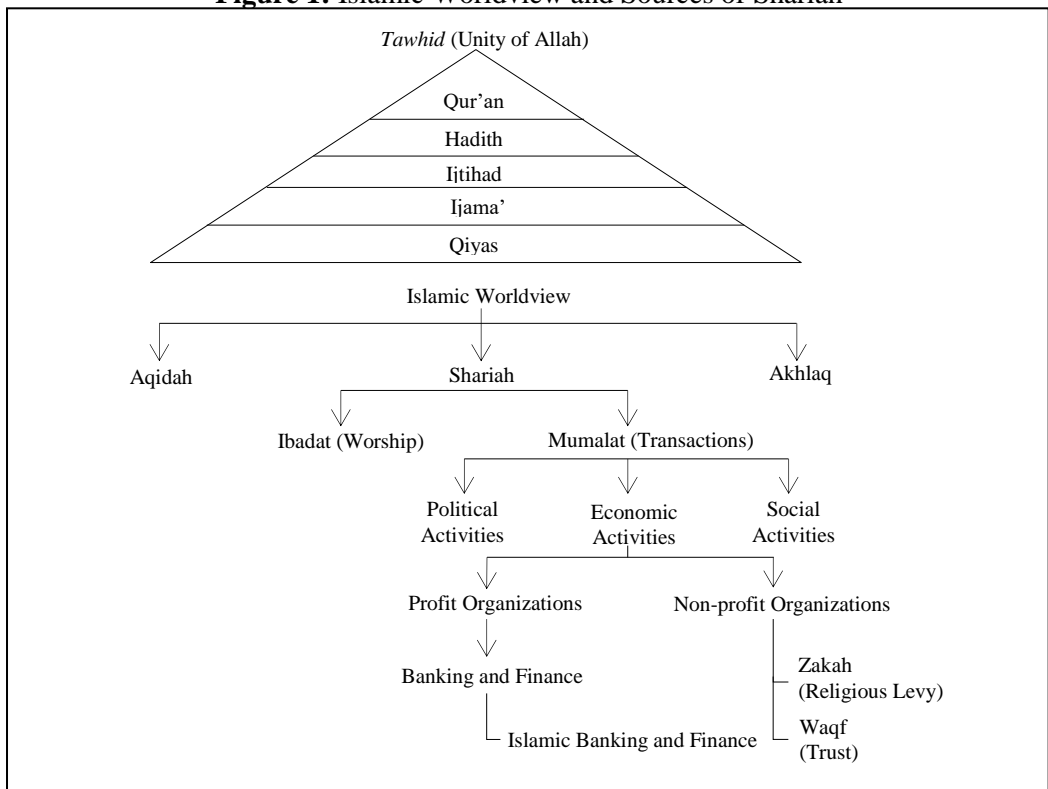 Figure 1. Islamic Worldview and Sources of Shariah
Tawhid (Unity of Allah)
Qur'an
Hadith
Ijtihad
Ijama'
Qiyas
Islamic Worldview
Aqidah
Shariah
Akhlaq
Ibadat (Worship)
Mumalat (Transactions)
Political
Activities
Economic
Activities
Social
Activities
Profit Organizations
Non-profit Organizations
Banking and Finance
Zakah
(Religious Levy)
Islamic Banking and Finance
Waqf
(Trust)